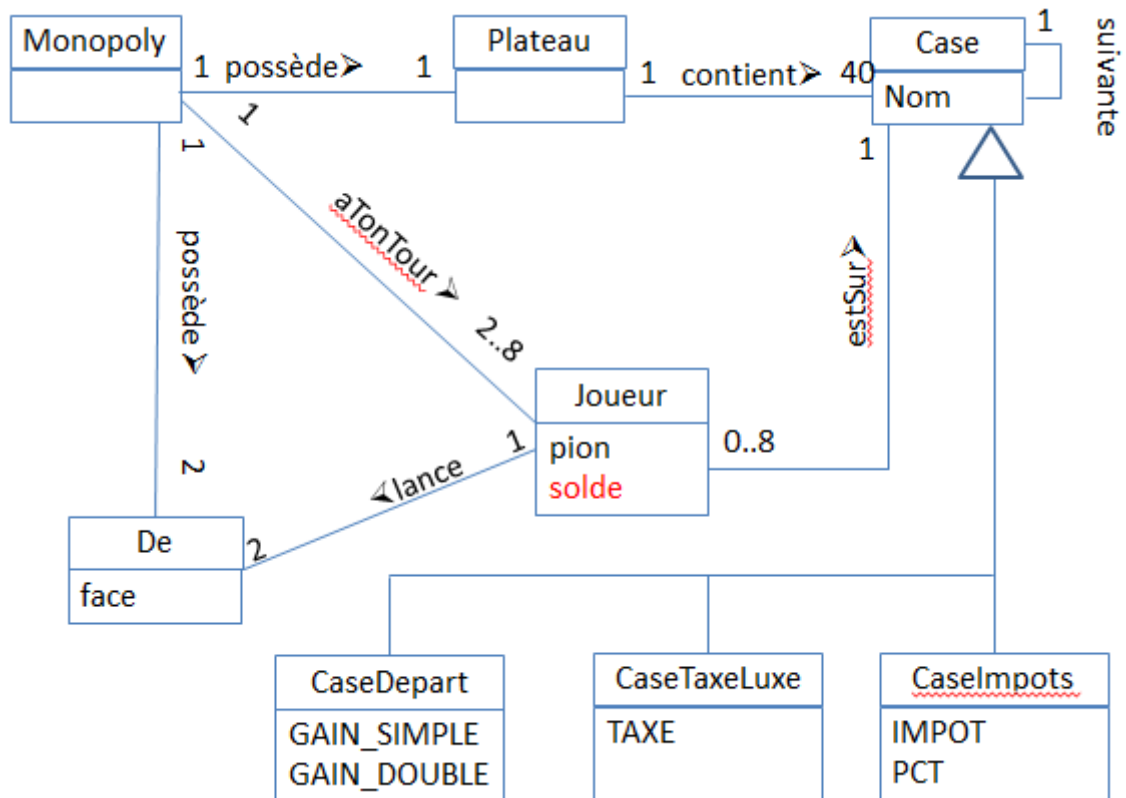 Monopoly
1 possède➤ 1
Plateau
1 contient➤ 40
Case
Nom
1
suivante
1
aTonTour ➤
2..8
1
possède➤
2
1
estSur➤
0..8
Joueur
pion
solde
1
➤lance
2
De
face
CaseDepart
GAIN_SIMPLE
GAIN_DOUBLE
CaseTaxeLuxe
TAXE
CaseImpots
IMPOT
PCT